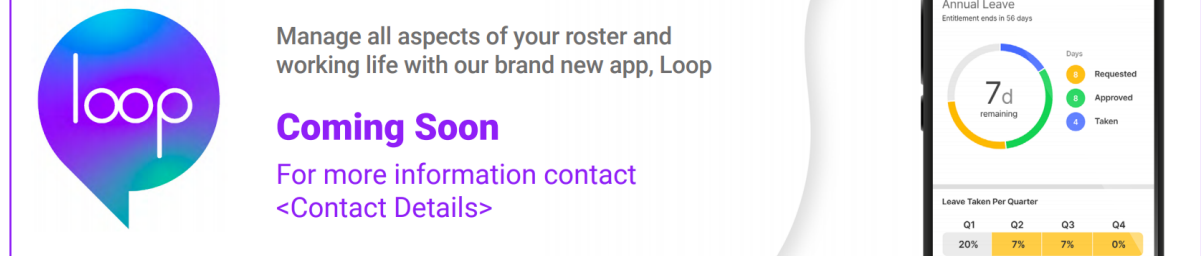 loop
Manage all aspects of your roster and
working life with our brand new app, Loop
Coming Soon
For more information contact
<Contact Details>
Annual Leave
Entitlement ends in 56 days
7d
remaining
Days
8 Requested
8 Approved
4 Taken
Leave Taken Per Quarter
Q1 Q2 Q3 Q4
20% 7% 7% 0%